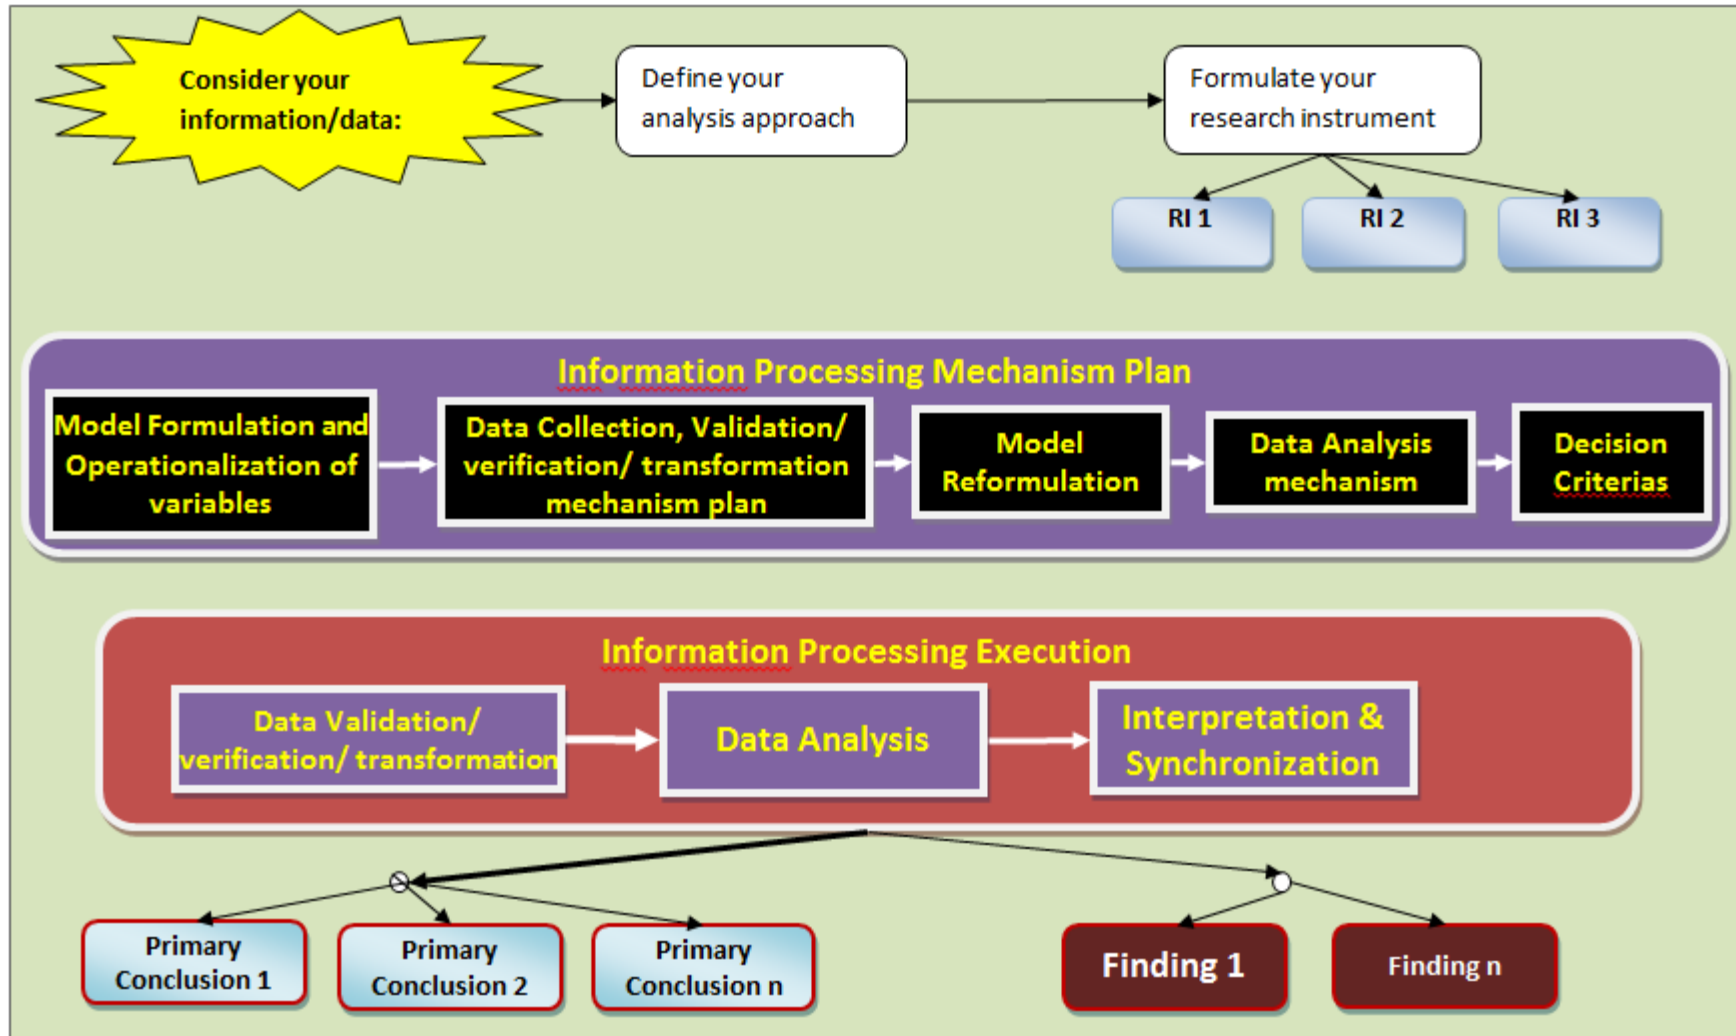 Consider your
information/data:
Define your
analysis approach
Formulate your
research instrument
RI 1
RI 2
RI 3
Information Processing Mechanism Plan
Model Formulation and
Operationalization of
variables
Data Collection, Validation/
verification/ transformation
mechanism plan
Model
Reformulation
Data Analysis
mechanism
Decision
Criterias
Information Processing Execution
Data Validation/
verification/ transformation
Data Analysis
Interpretation &
Synchronization
Primary
Conclusion 1
Primary
Conclusion 2
Primary
Conclusion n
Finding 1
Finding n